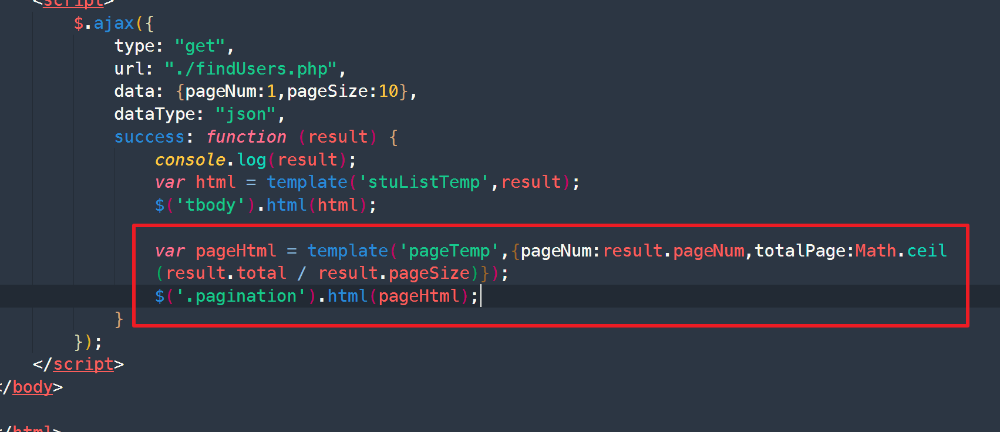 <script>
$.ajax({
type: "get",
url: "./findUsers.php",
data: {pageNum:1,pageSize:10},
dataType: "json",
success: function (result) {
console.log(result);
var html = template('stuListTemp',result);
$('tbody').html(html);
var pageHtml = template('pageTemp',{pageNum:result.pageNum,totalPage:Math.ceil
(result.total / result.pageSize)});
$('.pagination').html(pageHtml);
}
});
</script>
</body>
</html>